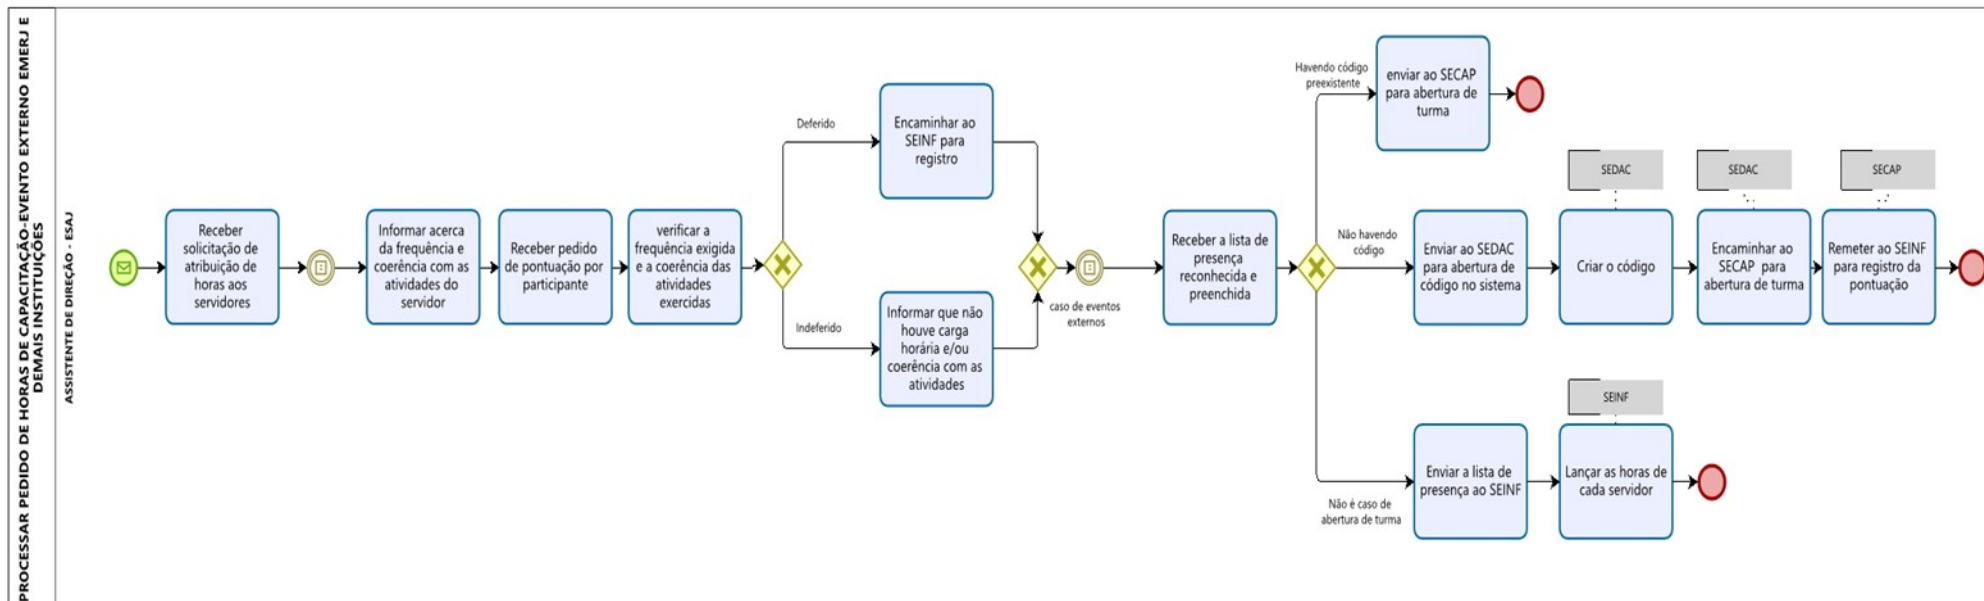 PROCESSAR PEDIDO DE HORAS DE CAPACITAÇÃO-EVENTO EXTERNO EMERJ E
DEMAIS INSTITUIÇÕES
ASSISTENTE DE DIREÇÃO - ESAJ
Receber
solicitação de
atribuição de
horas aos
servidores
Informar acerca
da frequência e
coerência com as
atividades do
servidor
Receber pedido
de pontuação por
participante
verificar a
frequência exigida
e a coerência das
atividades
exercidas
Deferido
Encaminhar ao
SEINF para
registro
Indeferido
Informar que não
houve carga
horária e/ou
coerência com as
atividades
caso de eventos
externos
Receber a lista de
presença
reconhecida e
preenchida
Havendo código
preexistente
enviar ao SECAP
para abertura de
turma
Não havendo
código
Enviar ao SEDAC
para abertura de
código no sistema
SEDAC
Criar o código
SEDAC
Encaminhar ao
SECAP para
abertura de turma
SECAP
Remeter ao SEINF
para registro da
pontuação
Não é caso de
abertura de turma
Enviar a lista de
presença ao SEINF
SEINF
Lançar as horas de
cada servidor